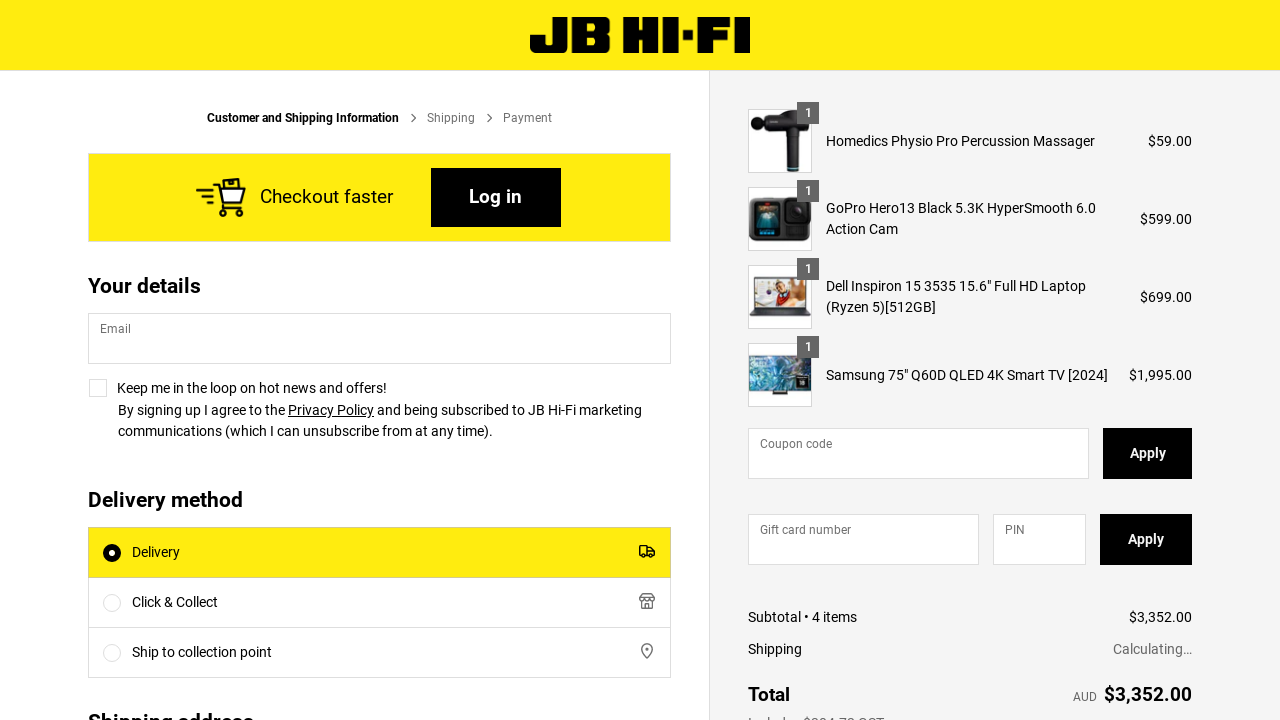 JB HI-FI
Customer and Shipping Information > Shipping > Payment
Checkout faster
Log in
Your details
Email
Keep me in the loop on hot news and offers!
By signing up I agree to the Privacy Policy and being subscribed to JB Hi-Fi marketing
communications (which I can unsubscribe from at any time).
Delivery method
Delivery
Click & Collect
Ship to collection point
1
Homedics Physio Pro Percussion Massager
$59.00
1
GoPro Hero13 Black 5.3K HyperSmooth 6.0
Action Cam
$599.00
1
Dell Inspiron 15 3535 15.6" Full HD Laptop
(Ryzen 5)[512GB]
$699.00
1
Samsung 75" Q60D QLED 4K Smart TV [2024]
$1,995.00
Coupon code
Apply
Gift card number
PIN
Apply
Subtotal • 4 items
$3,352.00
Shipping
Calculating…
Total
AUD $3,352.00